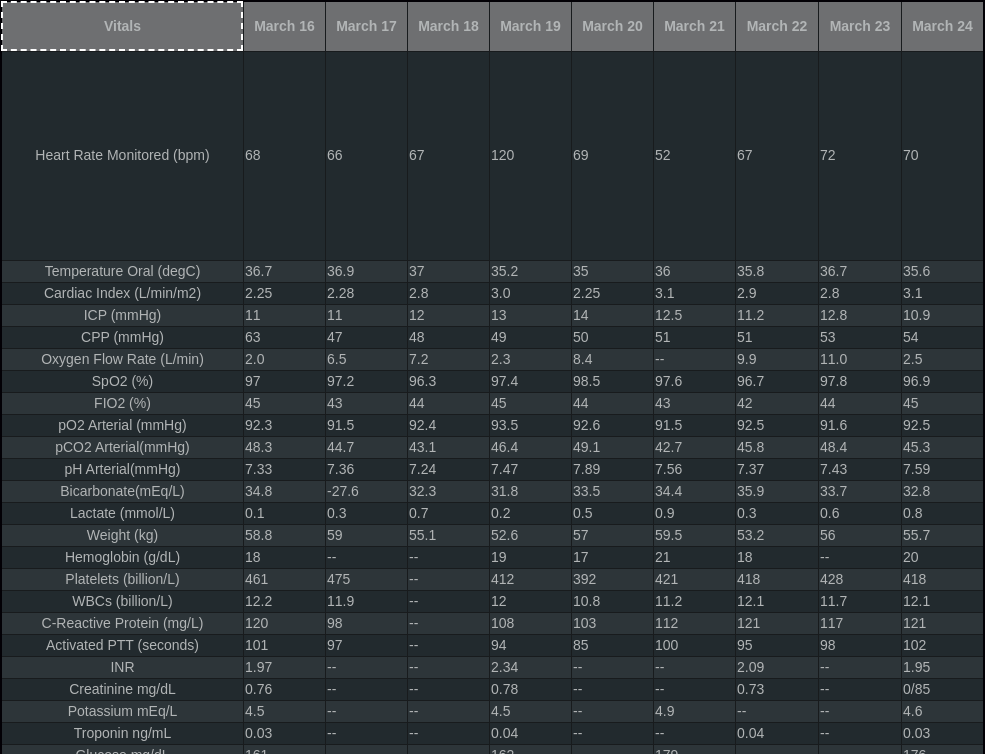 Vitals March 16 March 17 March 18 March 19 March 20 March 21 March 22 March 23 March 24
Heart Rate Monitored (bpm) 68 66 67 120 69 52 67 72 70
Temperature Oral (degC) 36.7 36.9 37 35.2 35 36 35.8 36.7 35.6
Cardiac Index (L/min/m2) 2.25 2.28 2.8 3.0 2.25 3.1 2.9 2.8 3.1
ICP (mmHg) 11 11 12 13 14 12.5 11.2 12.8 10.9
CPP (mmHg) 63 47 48 49 50 51 51 53 54
Oxygen Flow Rate (L/min) 2.0 6.5 7.2 2.3 8.4 -- 9.9 11.0 2.5
SpO2 (%) 97 97.2 96.3 97.4 98.5 97.6 96.7 97.8 96.9
FIO2 (%) 45 43 44 45 44 43 42 44 45
pO2 Arterial (mmHg) 92.3 91.5 92.4 93.5 92.6 91.5 92.5 91.6 92.5
pCO2 Arterial(mmHg) 48.3 44.7 43.1 46.4 49.1 42.7 45.8 48.4 45.3
pH Arterial(mmHg) 7.33 7.36 7.24 7.47 7.89 7.56 7.37 7.43 7.59
Bicarbonate(mEq/L) 34.8 -27.6 32.3 31.8 33.5 34.4 35.9 33.7 32.8
Lactate (mmol/L) 0.1 0.3 0.7 0.2 0.5 0.9 0.3 0.6 0.8
Weight (kg) 58.8 59 55.1 52.6 57 59.5 53.2 56 55.7
Hemoglobin (g/dL) 18 -- -- 19 17 21 18 -- 20
Platelets (billion/L) 461 475 -- 412 392 421 418 428 418
WBCs (billion/L) 12.2 11.9 -- 12 10.8 11.2 12.1 11.7 12.1
C-Reactive Protein (mg/L) 120 98 -- 108 103 112 121 117 121
Activated PTT (seconds) 101 97 -- 94 85 100 95 98 102
INR 1.97 -- -- 2.34 -- -- 2.09 -- 1.95
Creatinine mg/dL 0.76 -- -- 0.78 -- -- 0.73 -- 0/85
Potassium mEq/L 4.5 -- -- 4.5 -- 4.9 -- -- 4.6
Troponin ng/mL 0.03 -- -- 0.04 -- -- 0.04 -- 0.03
Glucose mg/dL 161